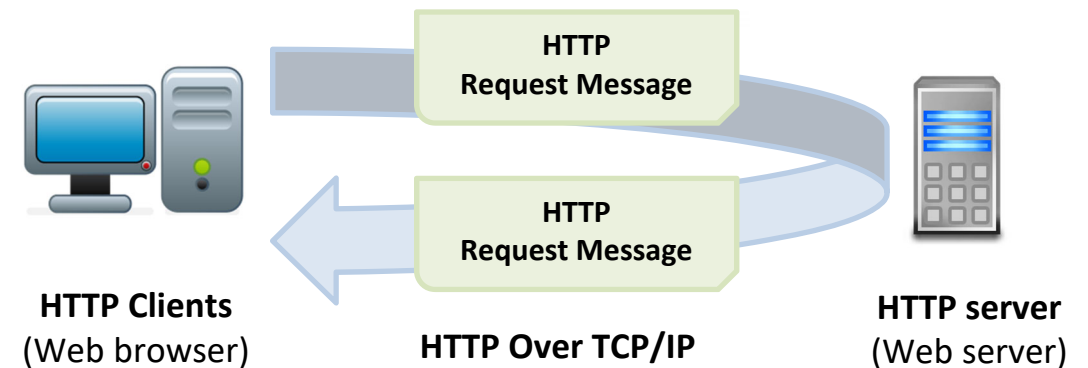 HTTP
Request Message
HTTP
Request Message
HTTP Clients
(Web browser)
HTTP Over TCP/IP
HTTP server
(Web server)